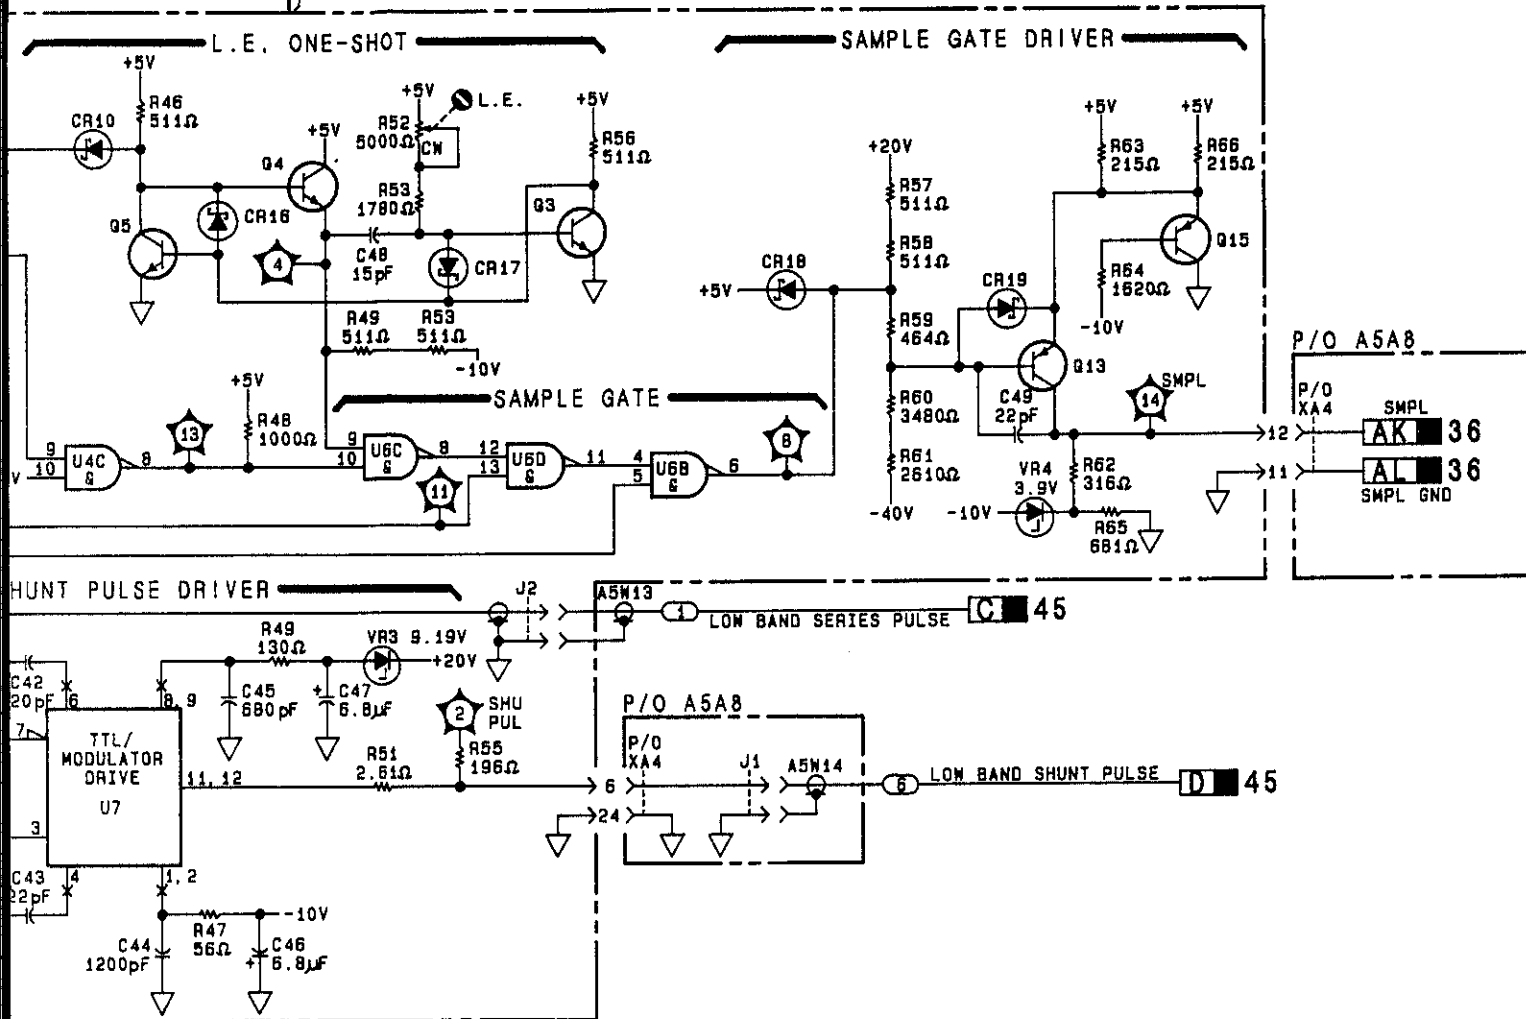 L.E. ONE-SHOT
SAMPLE GATE DRIVER
+5V
R46
511Ω
CR10
+5V
Q4
+5V
R52
5000Ω
CW
L.E.
R53
1780Ω
+5V
R56
511Ω
Q3
Q5
CR16
4
C48
15pF
CR17
R49
511Ω
R53
511Ω
-10V
+20V
R57
511Ω
R58
511Ω
CR18
+5V
R59
464Ω
CR19
+5V
R63
215Ω
+5V
R66
215Ω
Q15
R64
1620Ω
-10V
Q13
R60
3480Ω
C49
22pF
SMPL
14
R61
2610Ω
-40V
VR4
3.9V
-10V
R62
316Ω
R65
681Ω
P/O A5A8
P/O
XA4
12
11
SMPL
AK 36
AL 36
SMPL GND
SAMPLE GATE
+5V
R48
1000Ω
13
9
10
V
U4C
&
8
9
10
U6C
&
8
11
12
13
U6D
&
11
4
5
U6B
&
6
8
HUNT PULSE DRIVER
J2
A5W13
1
LOW BAND SERIES PULSE
C 45
R49
130Ω
VR3 9.19V
+20V
C42
20pF
6
8,9
C45
680pF
+
C47
6.8µF
2
SHU
PUL
7
TTL/
MODULATOR
DRIVE
U7
11,12
R51
2.61Ω
R55
196Ω
P/O A5A8
P/O
XA4
6
24
J1
A5W14
6
LOW BAND SHUNT PULSE
D 45
3
C43
22pF
4
1,2
R47
56Ω
-10V
C44
1200pF
+
C46
6.8µF